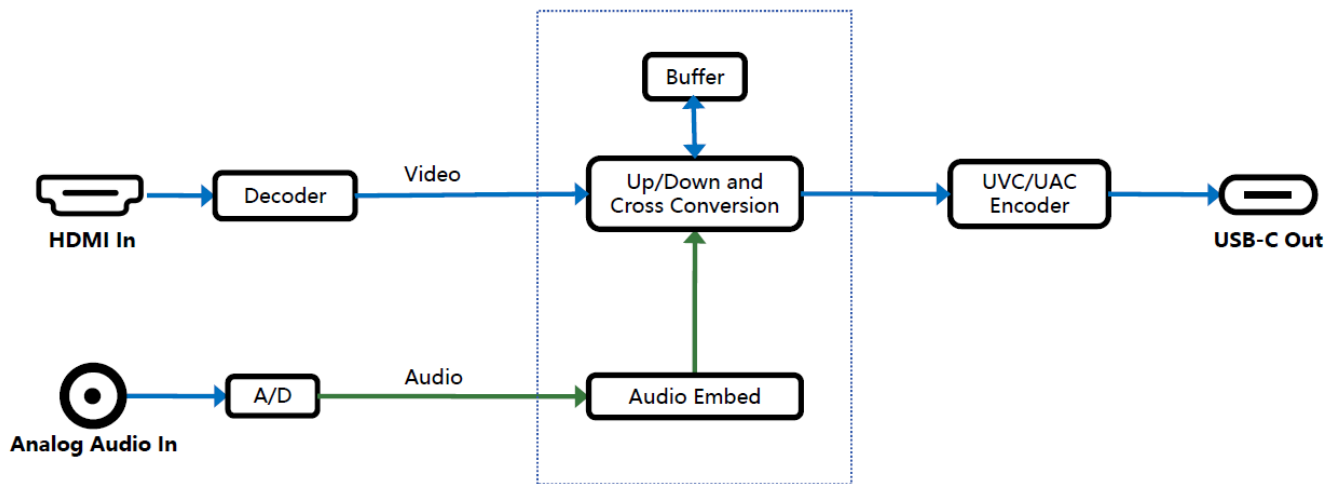 Buffer
Video
Up/Down and
Cross Conversion
Decoder
UVC/UAC
Encoder
HDMI In
USB-C Out
Audio
A/D
Audio Embed
Analog Audio In